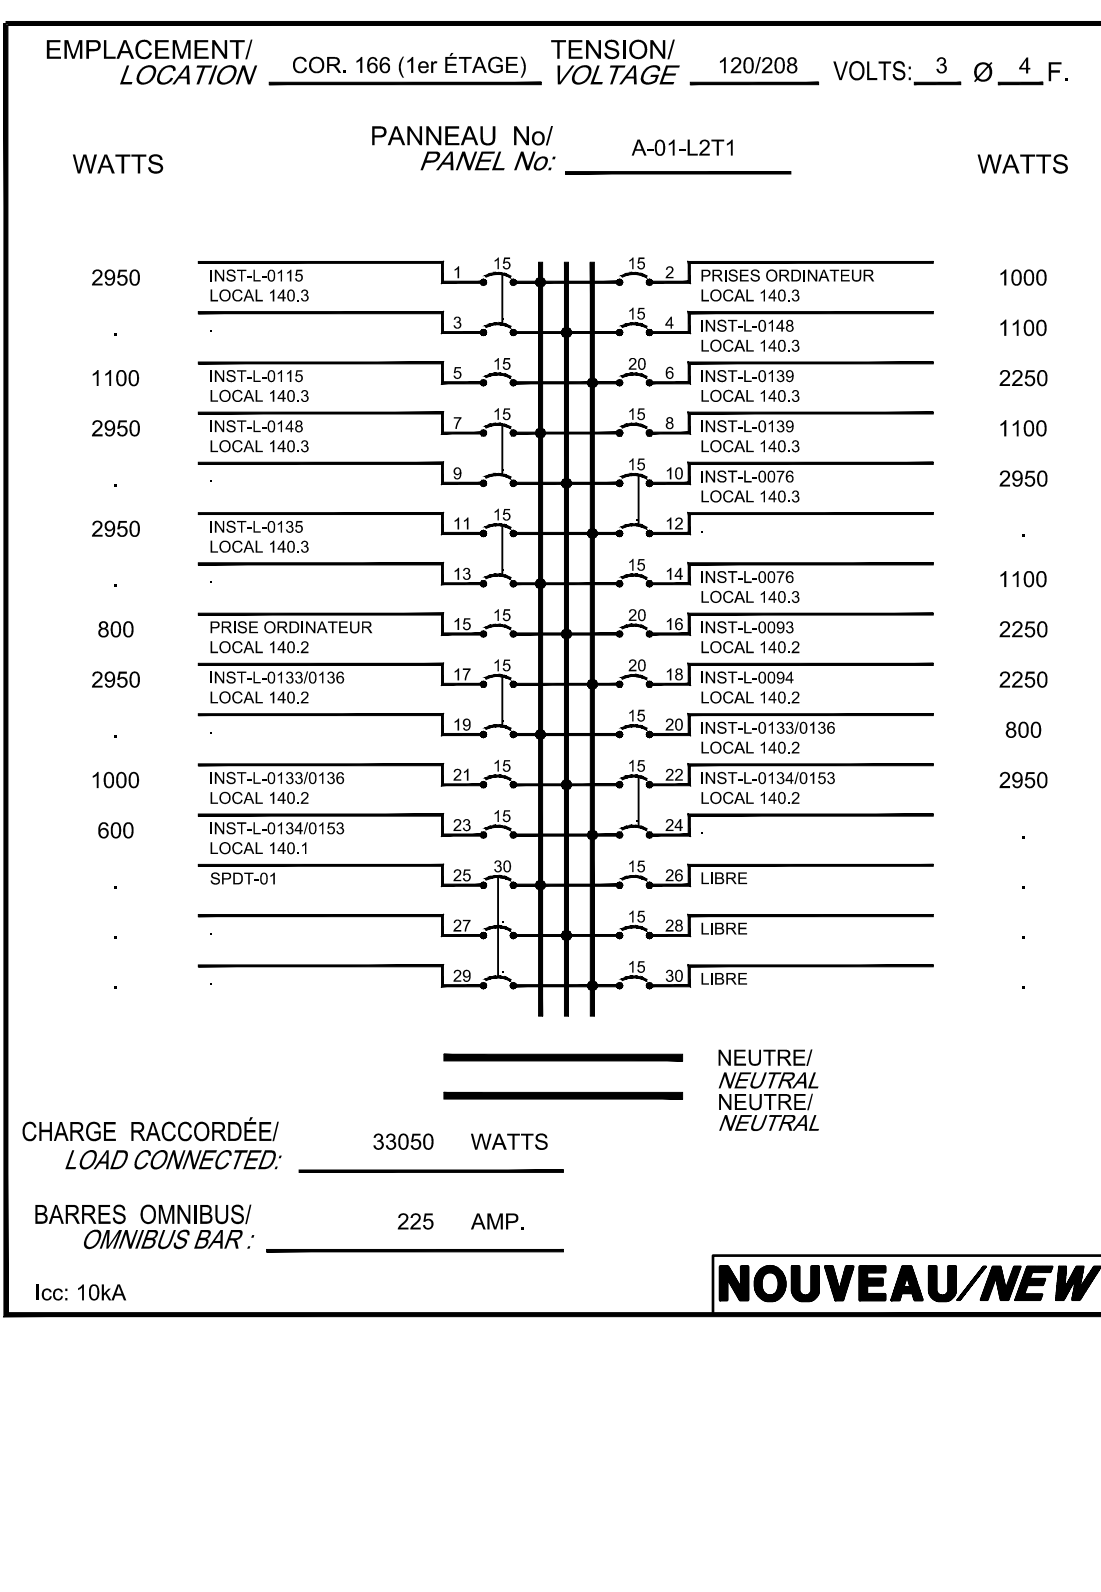 EMPLACEMENT/ TENSION/
LOCATION COR. 166 (1er ÉTAGE) VOLTAGE 120/208 VOLTS: 3 Ø 4 F.
PANNEAU No/
WATTS PANEL No: A-01-L2T1 WATTS
2950 INST-L-0115 1 15 15 2 PRISES ORDINATEUR 1000
LOCAL 140.3 LOCAL 140.3
. . 3 15 4 INST-L-0148 1100
LOCAL 140.3
1100 INST-L-0115 5 15 20 6 INST-L-0139 2250
LOCAL 140.3 LOCAL 140.3
2950 INST-L-0148 7 15 15 8 INST-L-0139 1100
LOCAL 140.3 LOCAL 140.3
. . 9 15 10 INST-L-0076 2950
LOCAL 140.3
2950 INST-L-0135 11 15 12 . .
LOCAL 140.3
. . 13 15 14 INST-L-0076 1100
LOCAL 140.3
800 PRISE ORDINATEUR 15 15 20 16 INST-L-0093 2250
LOCAL 140.2 LOCAL 140.2
2950 INST-L-0133/0136 17 15 20 18 INST-L-0094 2250
LOCAL 140.2 LOCAL 140.2
. . 19 15 20 INST-L-0133/0136 800
LOCAL 140.2
1000 INST-L-0133/0136 21 15 15 22 INST-L-0134/0153 2950
LOCAL 140.2 LOCAL 140.2
600 INST-L-0134/0153 23 15 24 . .
LOCAL 140.1
. SPDT-01 25 30 15 26 LIBRE .
. . 27 15 28 LIBRE .
. . 29 15 30 LIBRE .
NEUTRE/
NEUTRAL
NEUTRE/
NEUTRAL
CHARGE RACCORDÉE/
LOAD CONNECTED: 33050 WATTS
BARRES OMNIBUS/
OMNIBUS BAR : 225 AMP.
Icc: 10kA
NOUVEAU/NEW